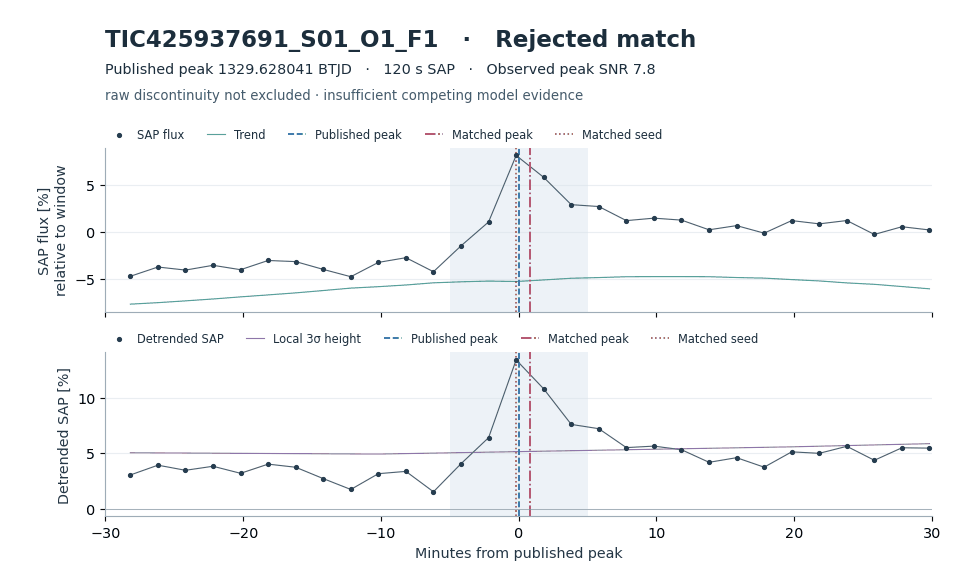 TIC425937691_S01_O1_F1 · Rejected match
Published peak 1329.628041 BTJD · 120 s SAP · Observed peak SNR 7.8
raw discontinuity not excluded · insufficient competing model evidence
SAP flux Trend Published peak Matched peak Matched seed
SAP flux [%]
relative to window
5
0
−5
Detrended SAP Local 3σ height Published peak Matched peak Matched seed
Detrended SAP [%]
10
5
0
−30 −20 −10 0 10 20 30
Minutes from published peak